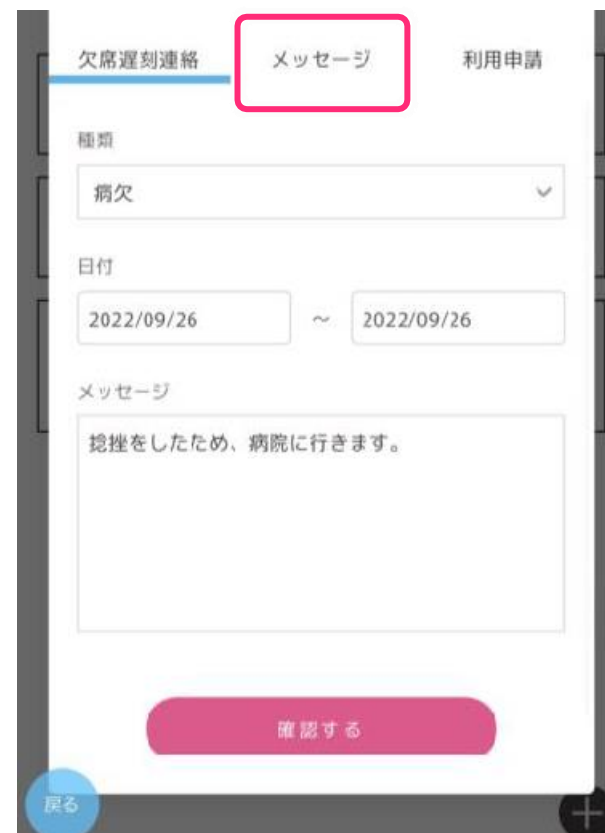 欠席遅刻連絡 メッセージ 利用申請
種類
病欠
日付
2022/09/26 ～ 2022/09/26
メッセージ
捻挫をしたため、病院に行きます。
確認する
戻る